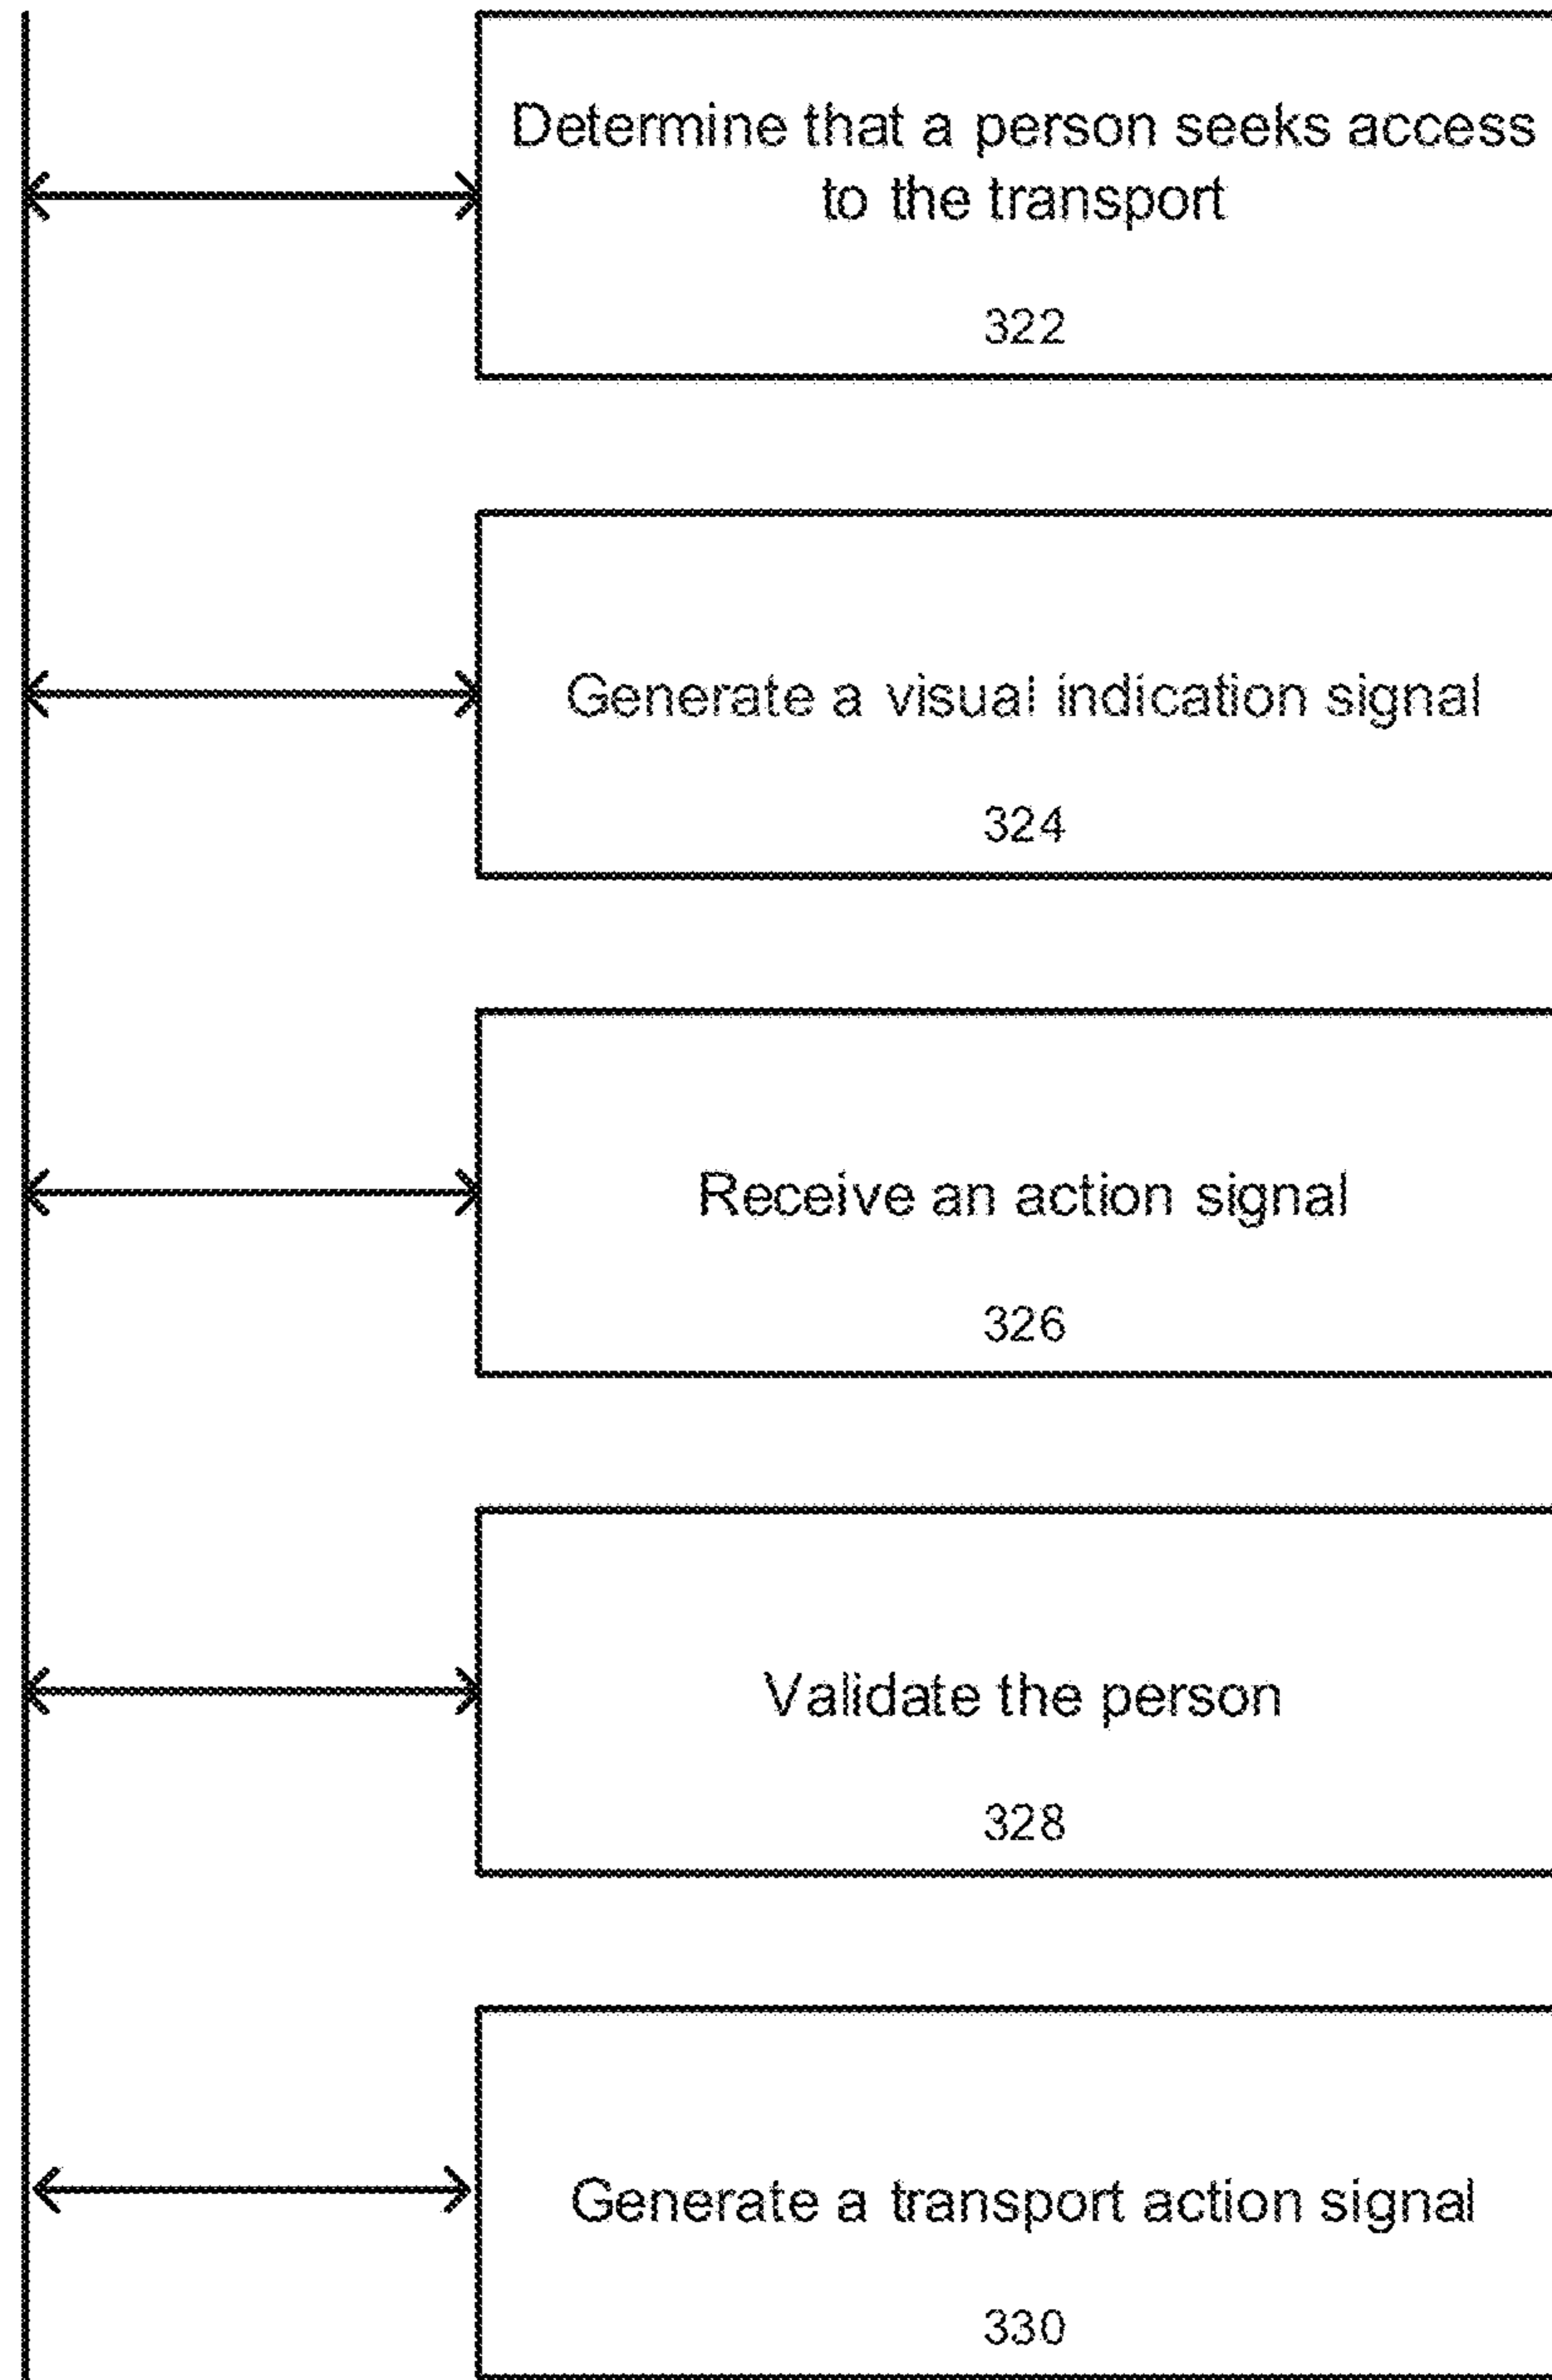 Determine that a person seeks access
to the transport
322
Generate a visual indication signal
324
Receive an action signal
326
Validate the person
328
Generate a transport action signal
330